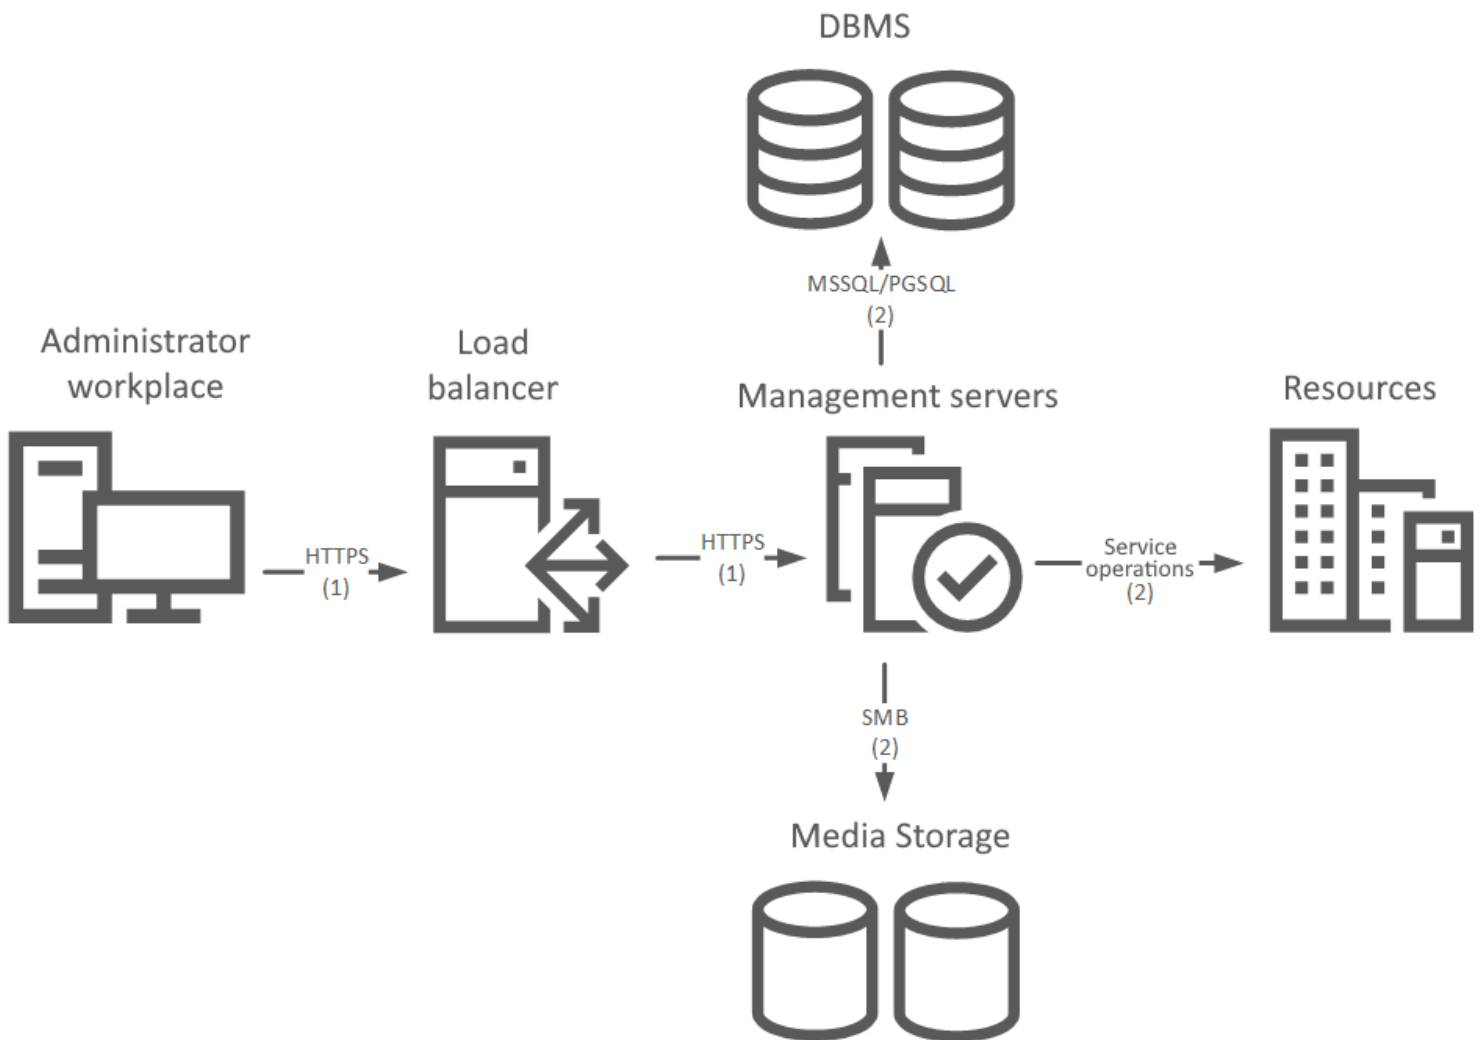 DBMS
MSSQL/PGSQL
(2)
Administrator
workplace
Load
balancer
Management servers
Resources
HTTPS
(1)
HTTPS
(1)
Service
operations
(2)
SMB
(2)
Media Storage